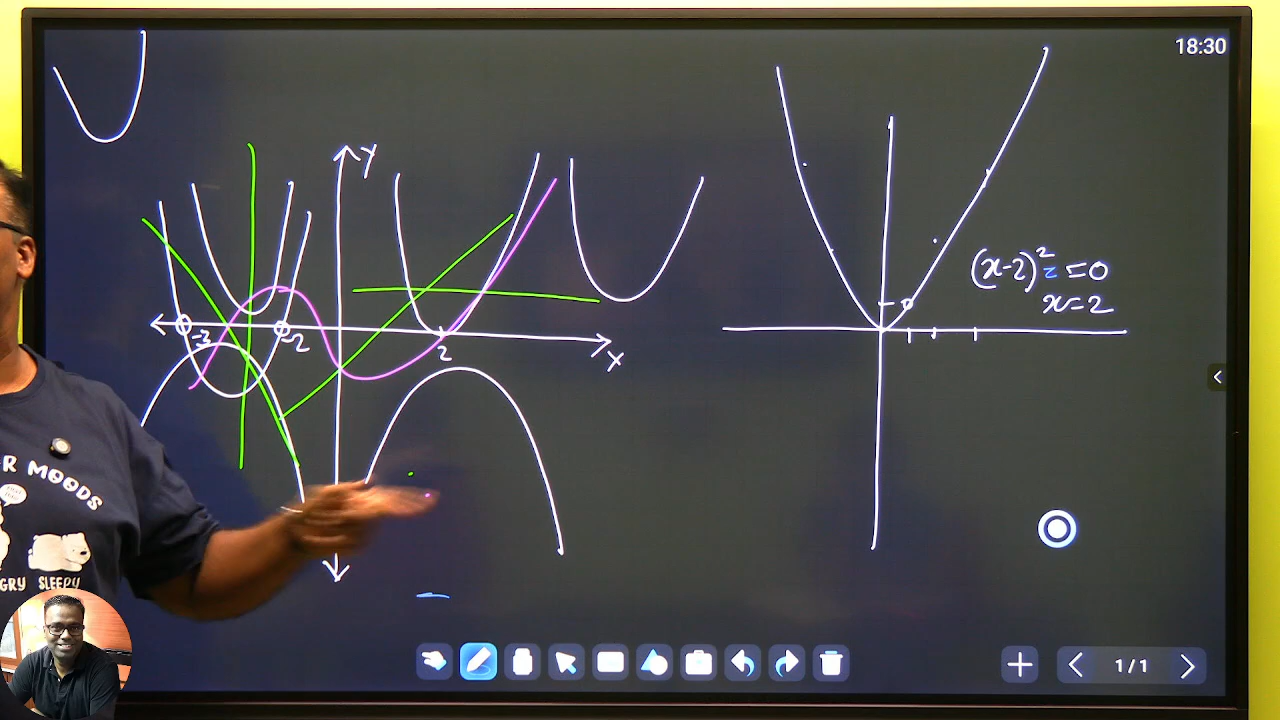 18:30
Y
-3
-2
2
X
(x-2)² = 0
x=2
R MOODS
GRY SLEEPY
1/1